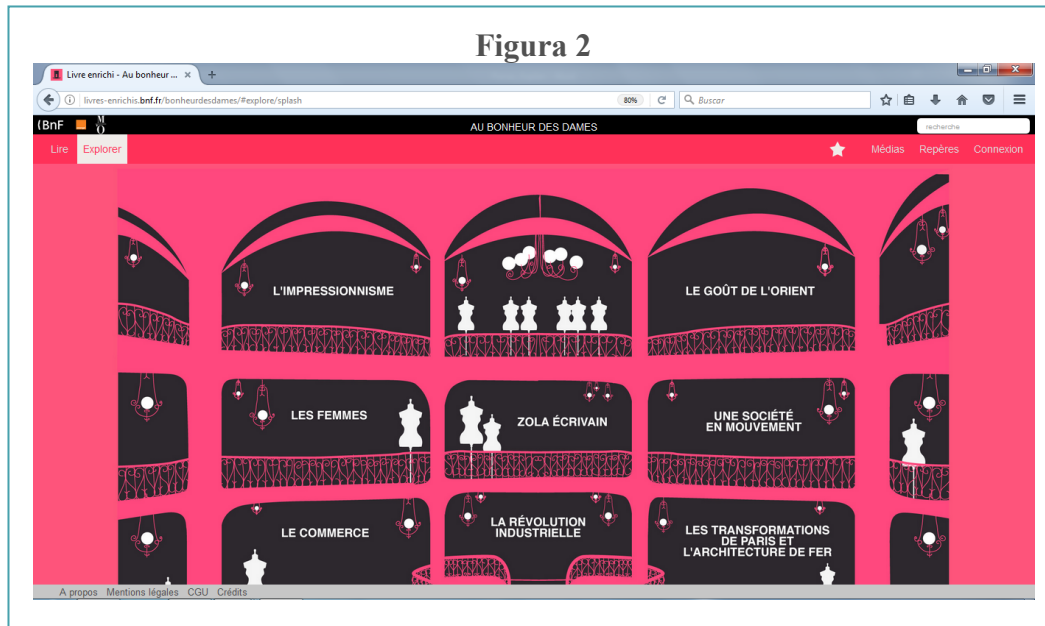 Figura 2
Livre enrichi - Au bonheur ... × +
livres-enrichis.bnf.fr/bonheurdesdames/#explore/splash 80% Buscar
(BnF M O AU BONHEUR DES DAMES recherche
Lire Explorer Médias Repères Connexion
L'IMPRESSIONNISME
LE GOÛT DE L'ORIENT
LES FEMMES
ZOLA ÉCRIVAIN
UNE SOCIÉTÉ
EN MOUVEMENT
LE COMMERCE
LA RÉVOLUTION
INDUSTRIELLE
LES TRANSFORMATIONS
DE PARIS ET
L'ARCHITECTURE DE FER
A propos Mentions légales CGU Crédits